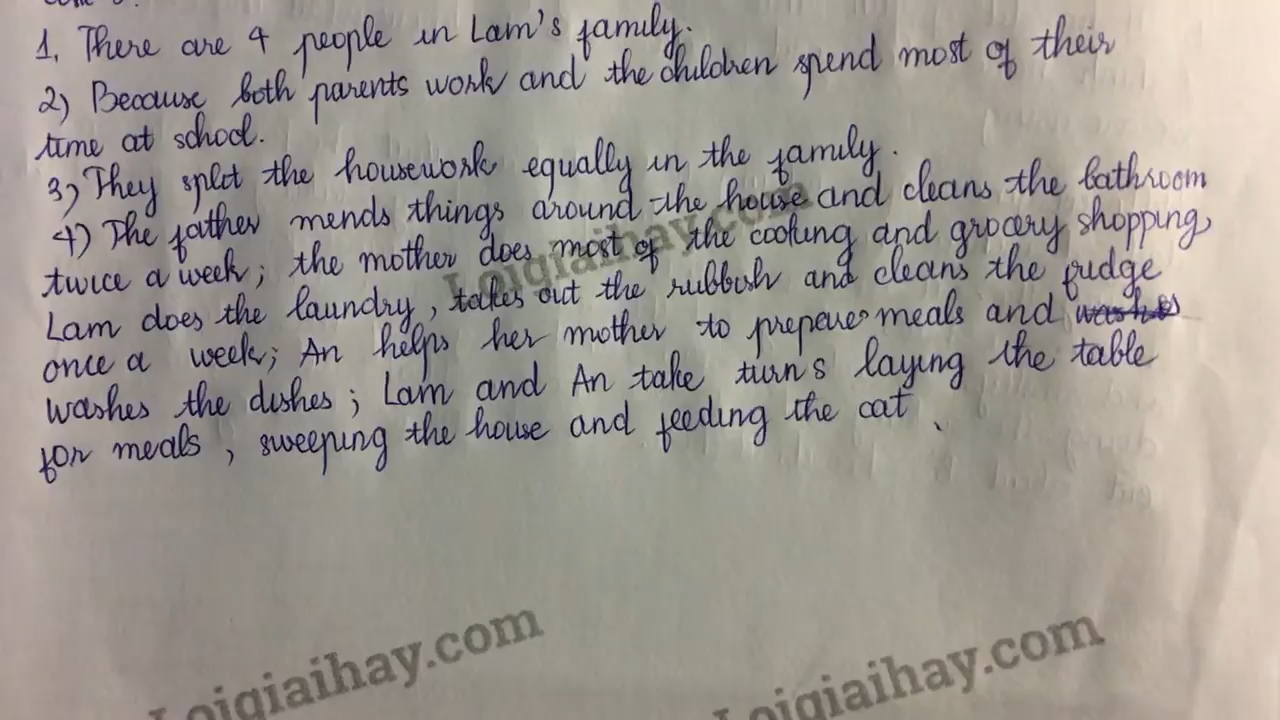 1. There are 4 people in Lam's family.
2) Because both parents work and the children spend most of their
time at school.
3) They split the housework equally in the family.
4) The father mends things around the house and cleans the bathroom
twice a week; the mother does most of the cooking and grocery shopping,
Lam does the laundry, takes out the rubbish and cleans the fridge
once a week; An helps her mother to prepare meals and washes
washes the dishes; Lam and An take turns laying the table
for meals, sweeping the house and feeding the cat.
Loigiaihay.com
Loigiaihay.com
Loigiaihay.com